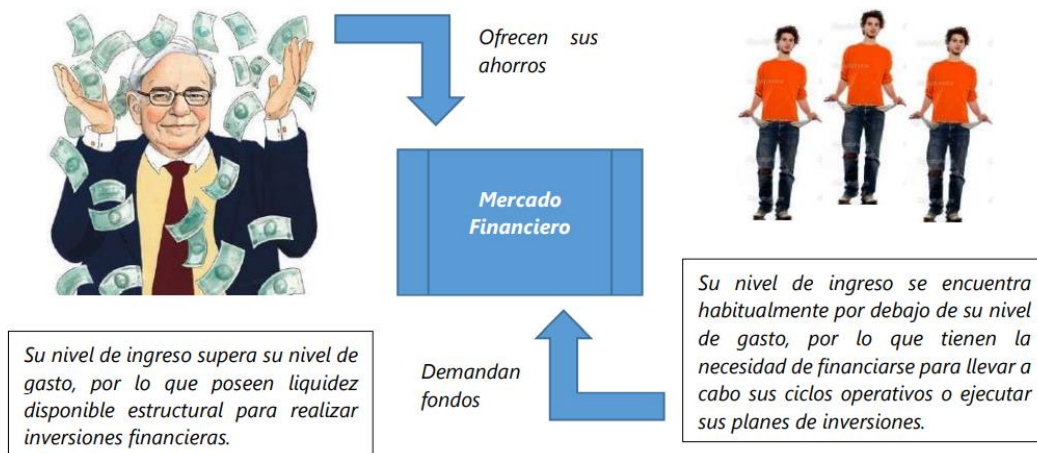 Ofrecen sus
ahorros
Mercado
Financiero
Su nivel de ingreso supera su nivel de
gasto, por lo que poseen liquidez
disponible estructural para realizar
inversiones financieras.
Demandan
fondos
Su nivel de ingreso se encuentra
habitualmente por debajo de su nivel
de gasto, por lo que tienen la
necesidad de financiarse para llevar a
cabo sus ciclos operativos o ejecutar
sus planes de inversiones.